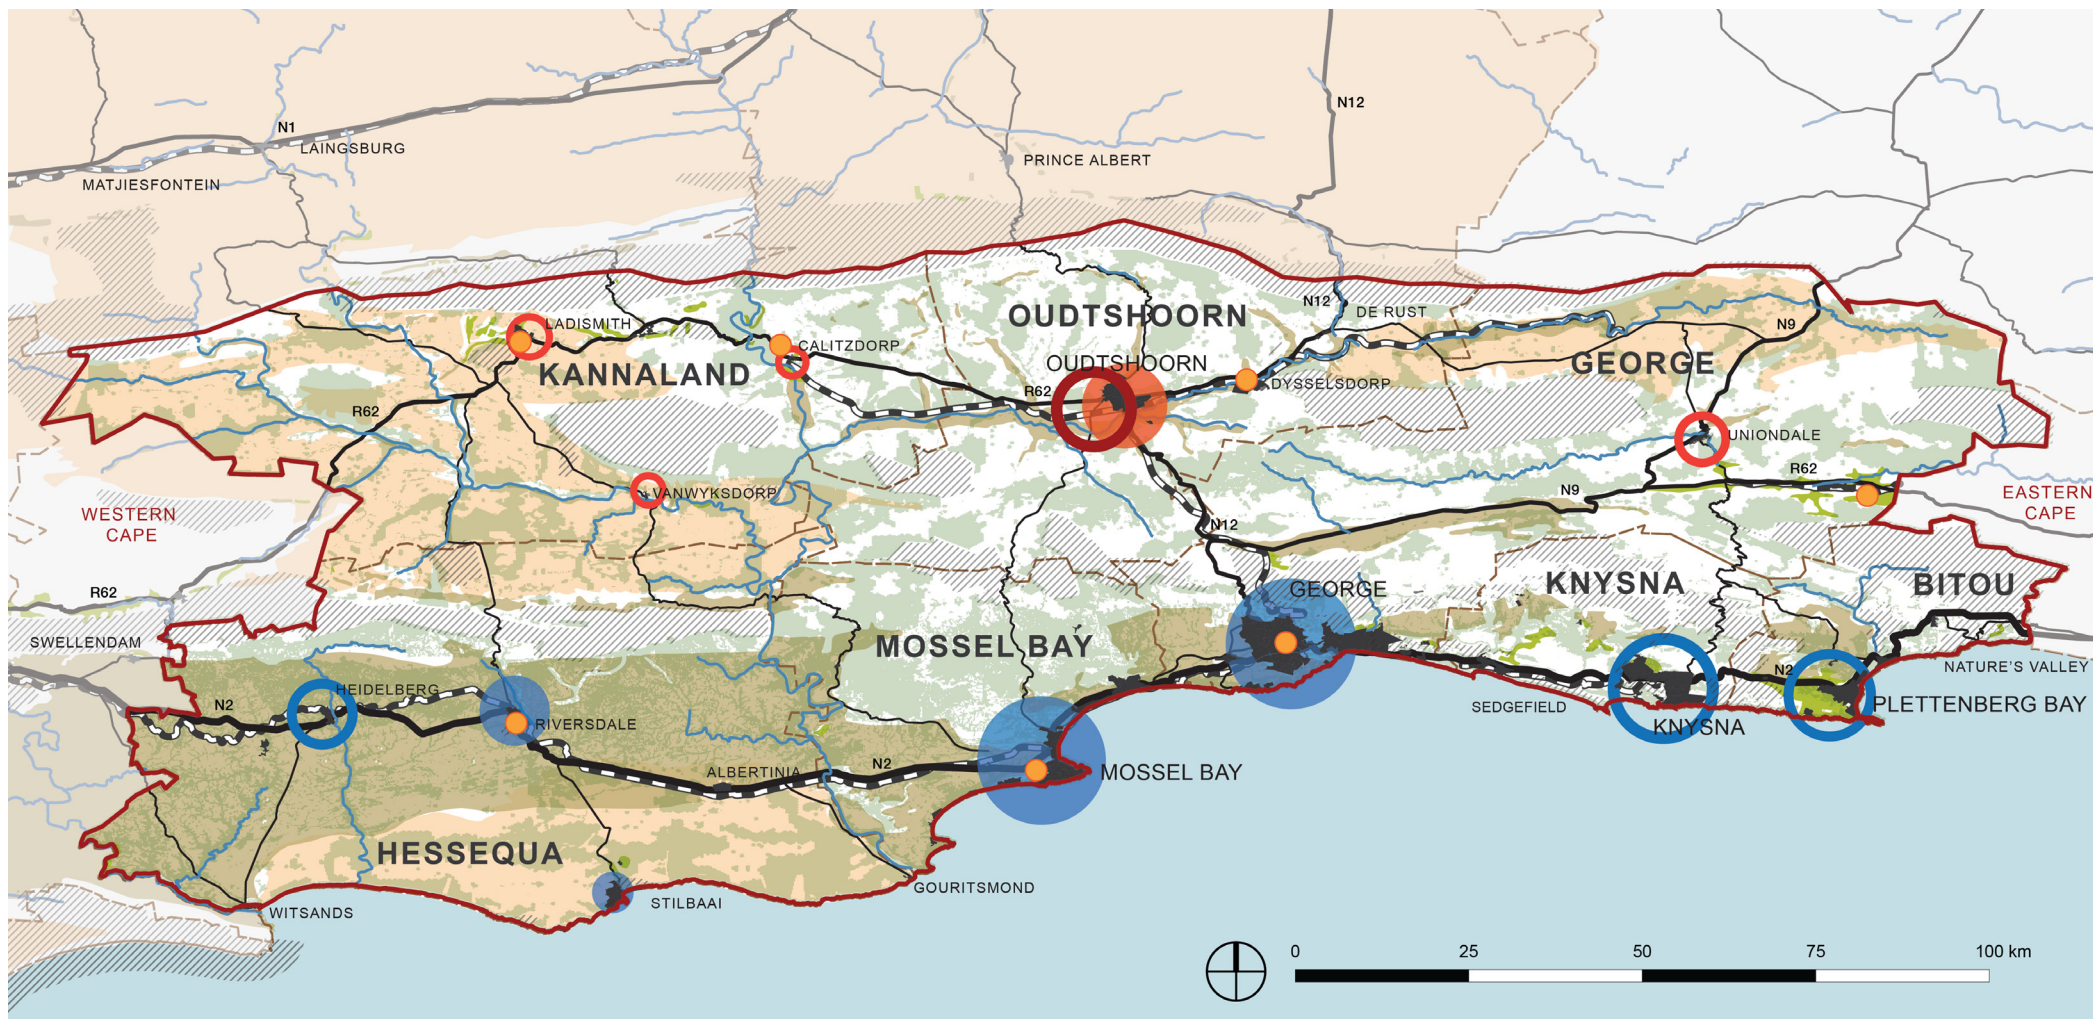 N12
N1
LAINGSBURG
PRINCE ALBERT
MATJIESFONTEIN
N12
DE RUST
OUDTSHOORN
LADISMITH
N9
CALITZDORP
OUDTSHOORN
GEORGE
KANNALAND
DYSSELSDORP
R62
R62
UNIONDALE
R62
VANWYKSDORP
N9
EASTERN
CAPE
WESTERN
CAPE
N12
R62
GEORGE
KNYSNA
BITOU
SWELLENDAM
MOSSEL BAY
NATURE'S VALLEY
N2
HEIDELBERG
N2
PLETTENBERG BAY
SEDGEFIELD
RIVERSDALE
KNYSNA
ALBERTINIA
N2
MOSSEL BAY
HESSEQUA
GOURITSMOND
STILBAAI
WITSANDS
0 25 50 75 100 km